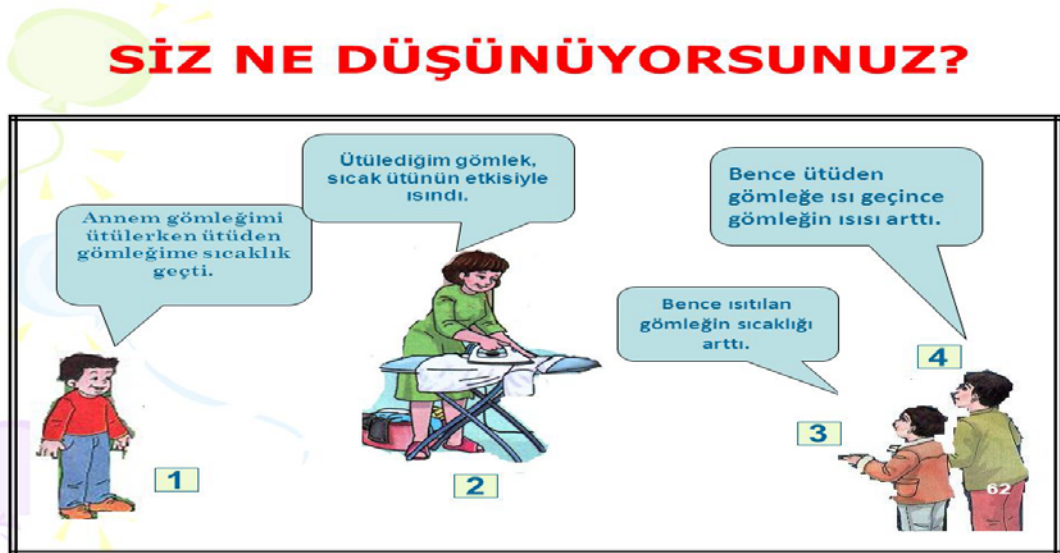 SİZ NE DÜŞÜNÜYORSUNUZ?
Annem gömleğimi
ütülerken ütüden
gömleğime sıcaklık
geçti.
1
Ütülediğim gömlek,
sıcak ütünün etkisiyle
ısındı.
2
Bence ısıtılan
gömleğin sıcaklığı
arttı.
3
Bence ütüden
gömleğe ısı geçince
gömleğin ısısı arttı.
4
62